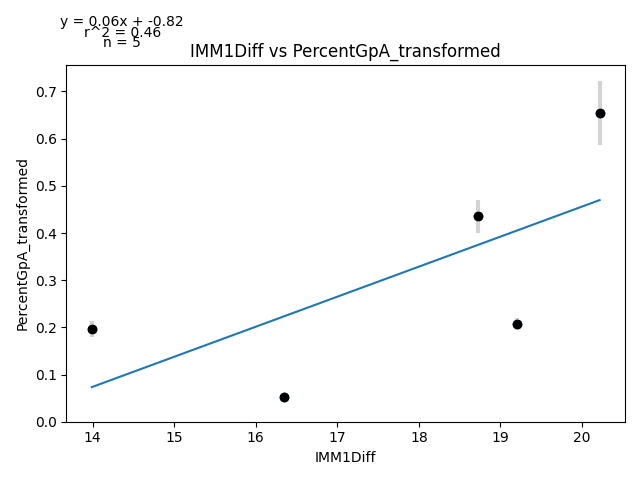 y = 0.06x + -0.82
r^2 = 0.46
n = 5
IMM1Diff vs PercentGpA_transformed
PercentGpA_transformed
0.7
0.6
0.5
0.4
0.3
0.2
0.1
0.0
14 15 16 17 18 19 20
IMM1Diff